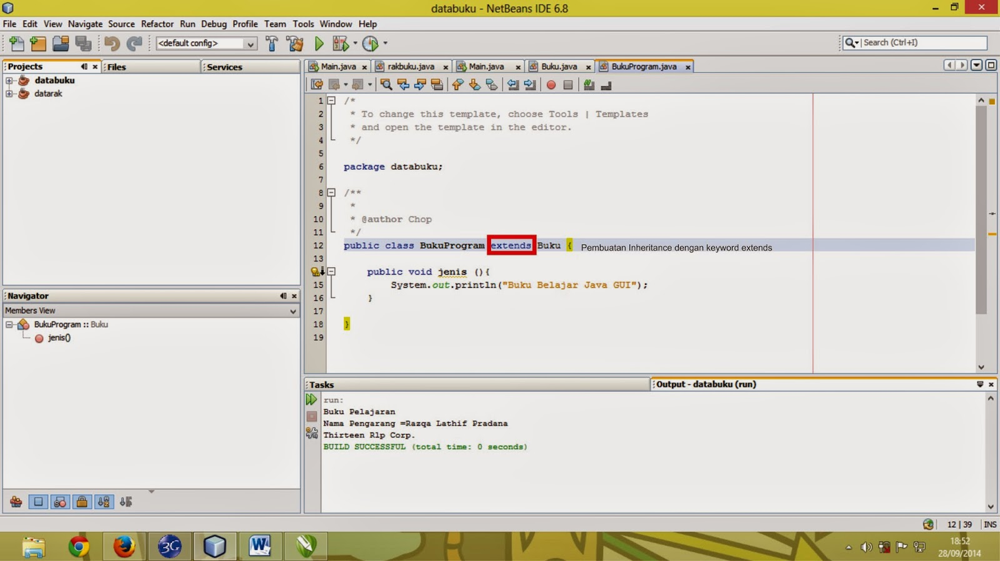 databuku - NetBeans IDE 6.8
File Edit View Navigate Source Refactor Run Debug Profile Team Tools Window Help
<default config>
Search (Ctrl+I)
Projects
Files
Services
databuku
datarak
Main.java
rakbuku.java
Main.java
Buku.java
BukuProgram.java
1 /*
2 * To change this template, choose Tools | Templates
3 * and open the template in the editor.
4 */
5
6 package databuku;
7
8 /**
9 *
10 * @author Chop
11 */
12 public class BukuProgram extends Buku { Pembuatan Inheritance dengan keyword extends
13
public void jenis (){
15 System.out.println("Buku Belajar Java GUI");
16 }
17
18 }
19
Navigator
Members View
BukuProgram :: Buku
jenis()
Tasks
Output - databuku (run)
run:
Buku Pelajaran
Nama Pengarang =Razqa Lathif Pradana
Thirteen Rlp Corp.
BUILD SUCCESSFUL (total time: 0 seconds)
12 | 39 INS
3G
W
18:52
28/09/2014